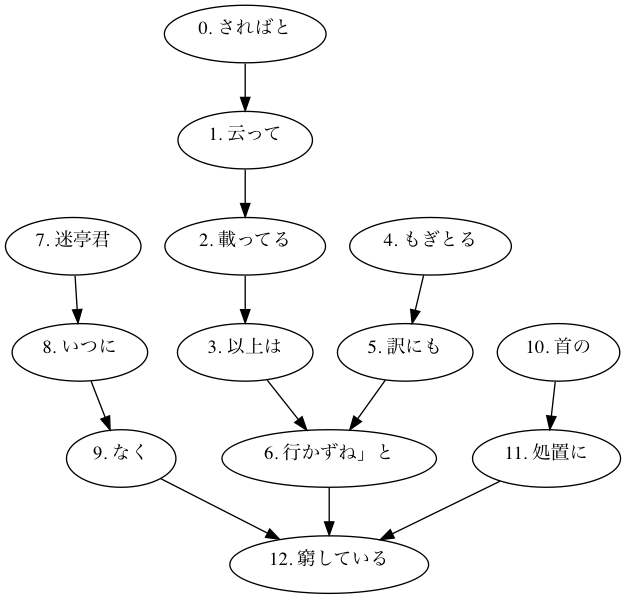 0. さればと
1. 云って
7. 迷亭君
2. 載ってる
4. もぎとる
8. いつに
3. 以上は
5. 訳にも
10. 首の
9. なく
6. 行かずね」と
11. 処置に
12. 窮している